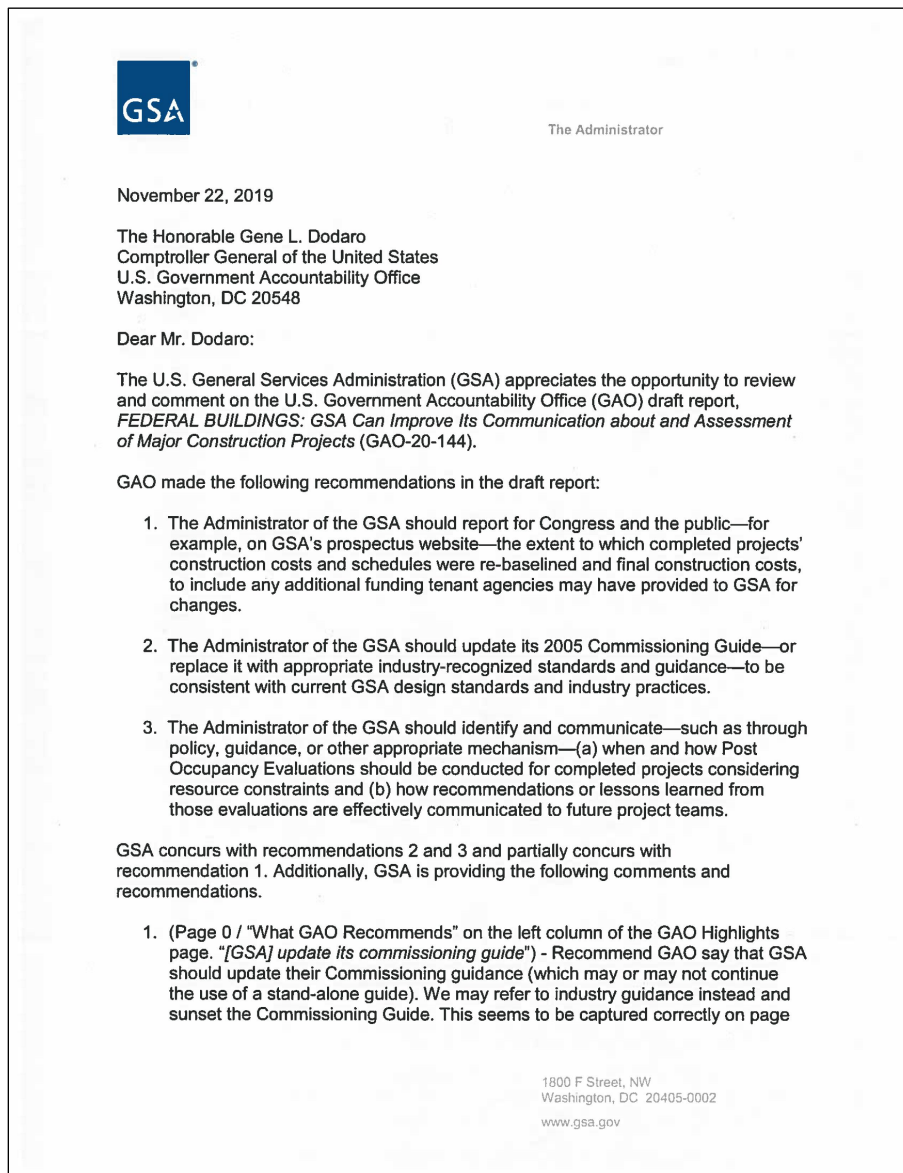 GSA
The Administrator
November 22, 2019
The Honorable Gene L. Dodaro
Comptroller General of the United States
U.S. Government Accountability Office
Washington, DC 20548
Dear Mr. Dodaro:
The U.S. General Services Administration (GSA) appreciates the opportunity to review
and comment on the U.S. Government Accountability Office (GAO) draft report,
FEDERAL BUILDINGS: GSA Can Improve Its Communication about and Assessment
of Major Construction Projects (GAO-20-144).
GAO made the following recommendations in the draft report:
1. The Administrator of the GSA should report for Congress and the public—for
example, on GSA's prospectus website—the extent to which completed projects'
construction costs and schedules were re-baselined and final construction costs,
to include any additional funding tenant agencies may have provided to GSA for
changes.
2. The Administrator of the GSA should update its 2005 Commissioning Guide—or
replace it with appropriate industry-recognized standards and guidance—to be
consistent with current GSA design standards and industry practices.
3. The Administrator of the GSA should identify and communicate—such as through
policy, guidance, or other appropriate mechanism—(a) when and how Post
Occupancy Evaluations should be conducted for completed projects considering
resource constraints and (b) how recommendations or lessons learned from
those evaluations are effectively communicated to future project teams.
GSA concurs with recommendations 2 and 3 and partially concurs with
recommendation 1. Additionally, GSA is providing the following comments and
recommendations.
1. (Page 0 / "What GAO Recommends" on the left column of the GAO Highlights
page. "[GSA] update its commissioning guide") - Recommend GAO say that GSA
should update their Commissioning guidance (which may or may not continue
the use of a stand-alone guide). We may refer to industry guidance instead and
sunset the Commissioning Guide. This seems to be captured correctly on page
1800 F Street, NW
Washington, DC 20405-0002
www.gsa.gov